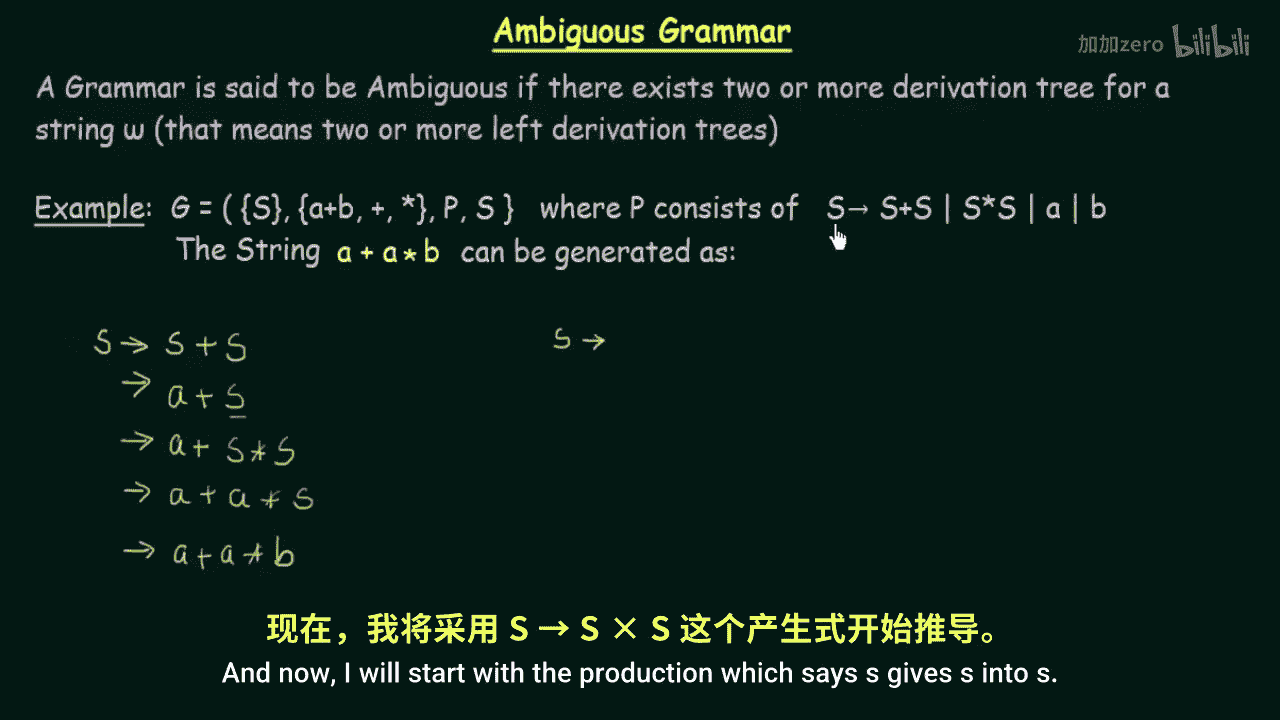 Ambiguous Grammar
加加zero bilibili
A Grammar is said to be Ambiguous if there exists two or more derivation tree for a
string w (that means two or more left derivation trees)
Example: G = ( {S}, {a+b, +, *}, P, S } where P consists of S→ S+S | S*S | a | b
The String a + a * b can be generated as:
S → S + S
→ a + S
→ a + S * S
→ a + a * S
→ a + a * b
S →
现在，我将采用 S → S × S 这个产生式开始推导。
And now, I will start with the production which says s gives s into s.